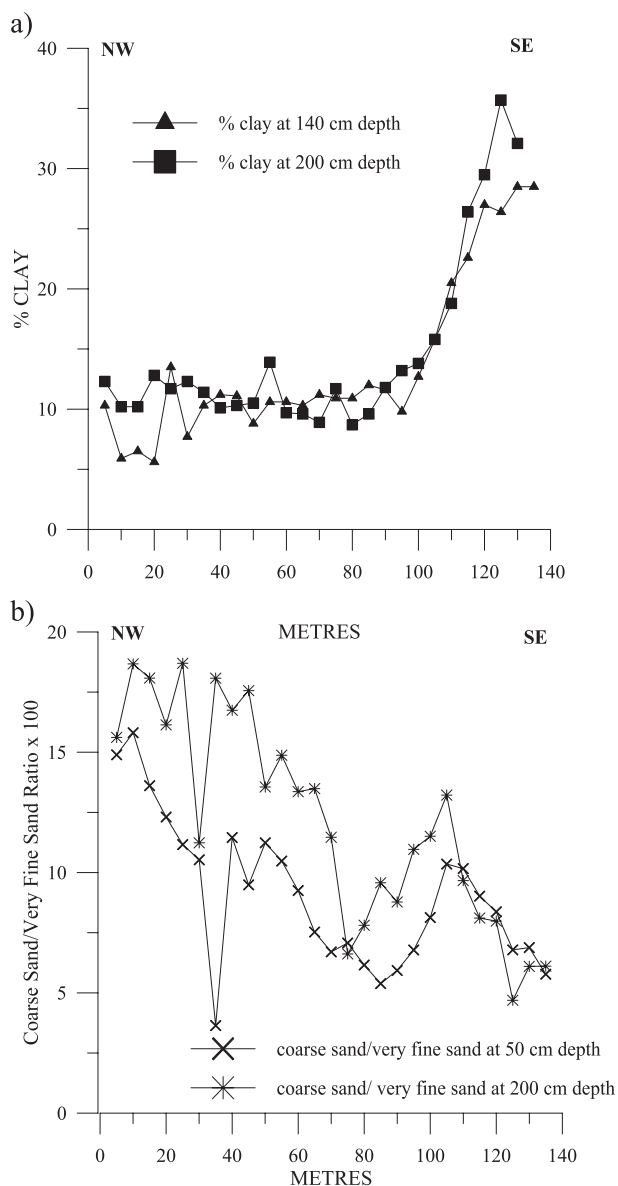 a)
NW
SE
40
% clay at 140 cm depth
% clay at 200 cm depth
30
20
10
0
% CLAY
0 20 40 60 80 100 120 140
METRES
b)
NW
SE
20
15
10
5
0
Coarse Sand/Very Fine Sand Ratio x 100
coarse sand/very fine sand at 50 cm depth
coarse sand/ very fine sand at 200 cm depth
0 20 40 60 80 100 120 140
METRES